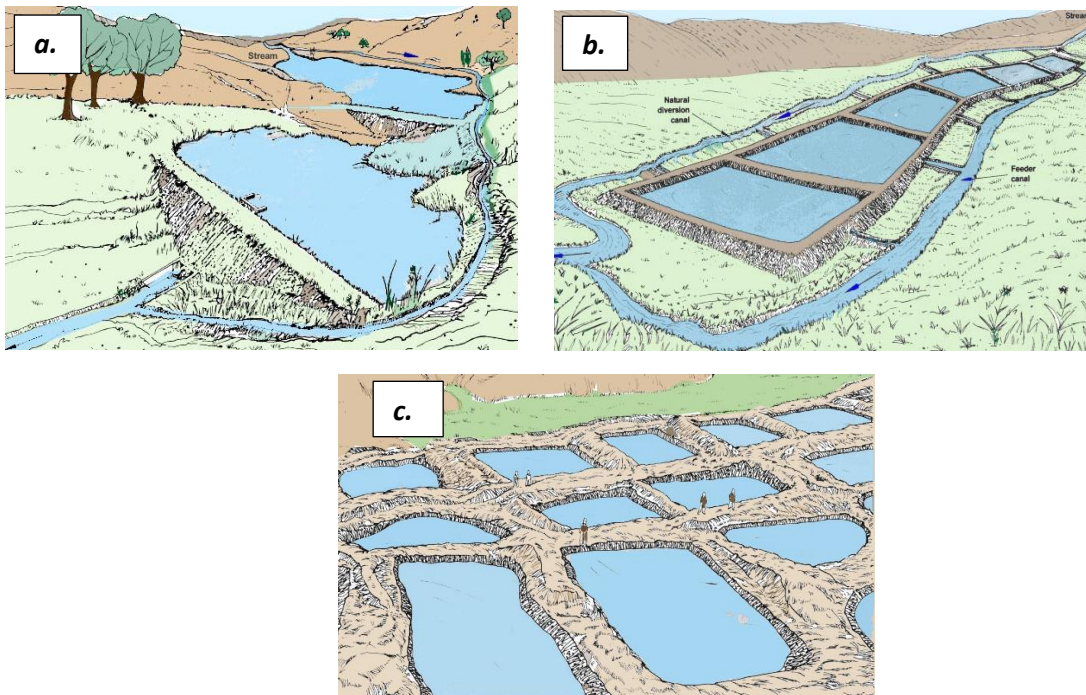 a.
Stream
b.
Stream
Natural
diversion
canal
Feeder
canal
c.